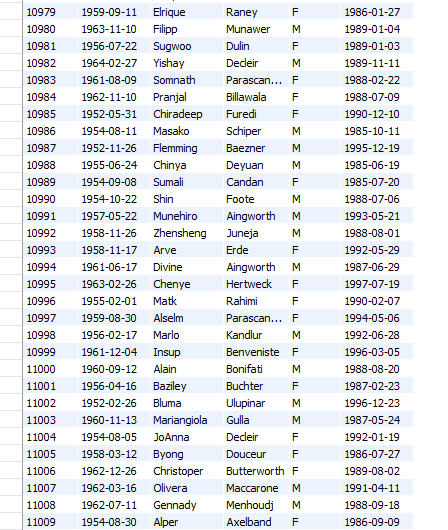 10979 1959-09-11 Elrique Raney F 1986-01-27
10980 1963-11-10 Filipp Munawer M 1989-01-04
10981 1956-07-22 Sugwoo Dulin F 1989-01-03
10982 1964-02-27 Yishay Decleir M 1989-11-11
10983 1961-08-09 Somnath Parascan... F 1988-02-22
10984 1962-11-10 Pranjal Billawala F 1988-07-09
10985 1952-05-31 Chiradeep Furedi F 1990-12-10
10986 1954-08-11 Masako Schiper M 1985-10-11
10987 1952-11-26 Flemming Baezner M 1995-12-19
10988 1955-06-24 Chinya Deyuan M 1985-06-19
10989 1954-09-08 Sumali Candan F 1985-07-20
10990 1954-10-22 Shin Foote M 1988-07-06
10991 1957-05-22 Munehiro Aingworth M 1993-05-21
10992 1958-11-26 Zhensheng Juneja M 1988-08-01
10993 1958-11-17 Arve Erde F 1992-05-29
10994 1961-06-17 Divine Aingworth M 1987-06-29
10995 1963-02-26 Chenye Hertweck F 1997-07-19
10996 1955-02-01 Matk Rahimi F 1990-02-07
10997 1959-08-30 Alselm Parascan... F 1994-05-06
10998 1956-02-17 Marlo Kandlur M 1992-06-28
10999 1961-12-04 Insup Benveniste F 1996-03-05
11000 1960-09-12 Alain Bonifati M 1988-08-20
11001 1956-04-16 Baziley Buchter F 1987-02-23
11002 1952-02-26 Bluma Ulupinar M 1996-12-23
11003 1960-11-13 Mariangiola Gulla M 1987-05-24
11004 1954-08-05 JoAnna Decleir F 1992-01-19
11005 1958-03-12 Byong Douceur F 1986-07-27
11006 1962-12-26 Christoper Butterworth F 1989-08-02
11007 1962-03-16 Olivera Maccarone M 1991-04-11
11008 1962-07-11 Gennady Menhoudj M 1988-09-18
11009 1954-08-30 Alper Axelband F 1986-09-09